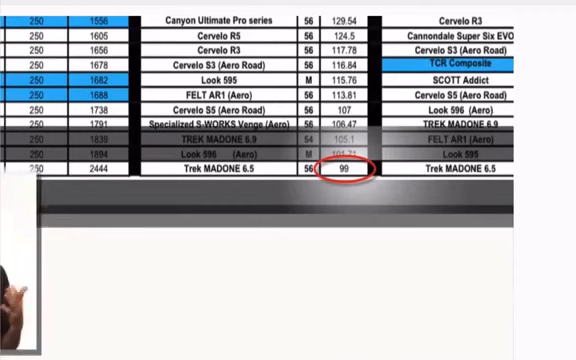 250 1556 Canyon Ultimate Pro series 56 129.54 Cervelo R3
250 1605 Cervelo R5 56 124.5 Cannondale Super Six EVO
250 1656 Cervelo R3 56 117.78 Cervelo S3 (Aero Road)
250 1678 Cervelo S3 (Aero Road) 56 116.84 TCR Composite
250 1682 Look 595 M 115.76 SCOTT Addict
250 1688 FELT AR1 (Aero) 56 113.81 Cervelo S5 (Aero Road)
250 1738 Cervelo S5 (Aero Road) 56 107 Look 596 (Aero)
250 1791 Specialized S-WORKS Venge (Aero) 56 106.47 TREK MADONE 6.9
250 1839 TREK MADONE 6.9 54 105.1 FELT AR1 (Aero)
250 1894 Look 596 (Aero) M 101.71 Look 595
250 2444 Trek MADONE 6.5 56 99 Trek MADONE 6.5